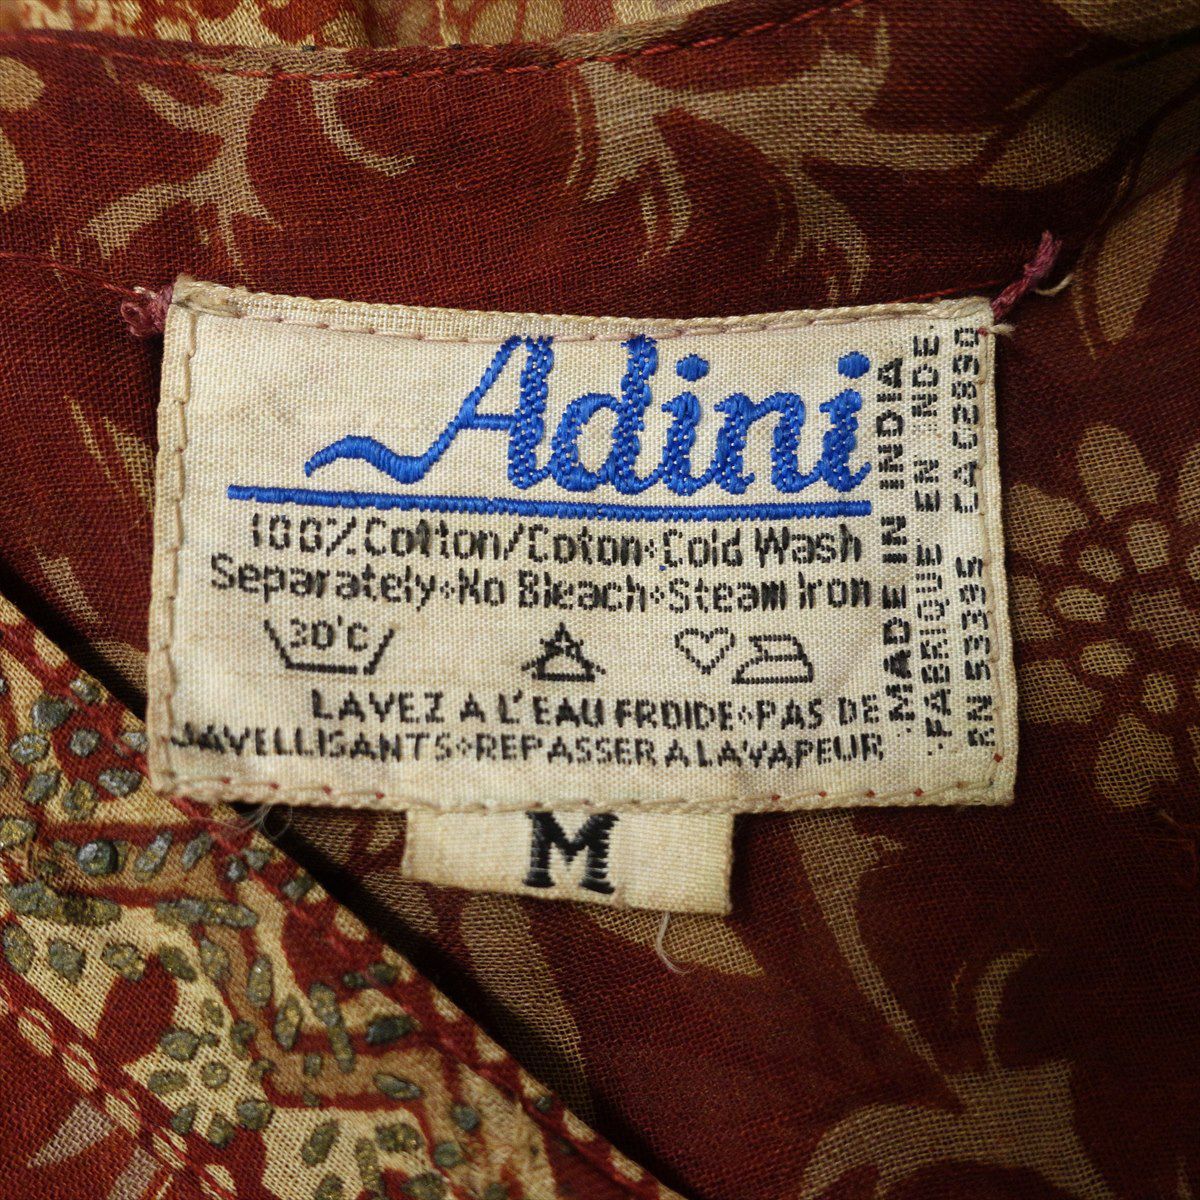 Adini
100% Cotton/Coton❖Cold Wash
Separately❖No Bleach❖Steam Iron
30°C
LAVEZ A L'EAU FROIDE❖PAS DE
JAVELLISANTS❖REPASSER A LA VAPEUR
MADE IN INDIA
FABRIQUE EN INDE
RN 53395 CA 02890
M